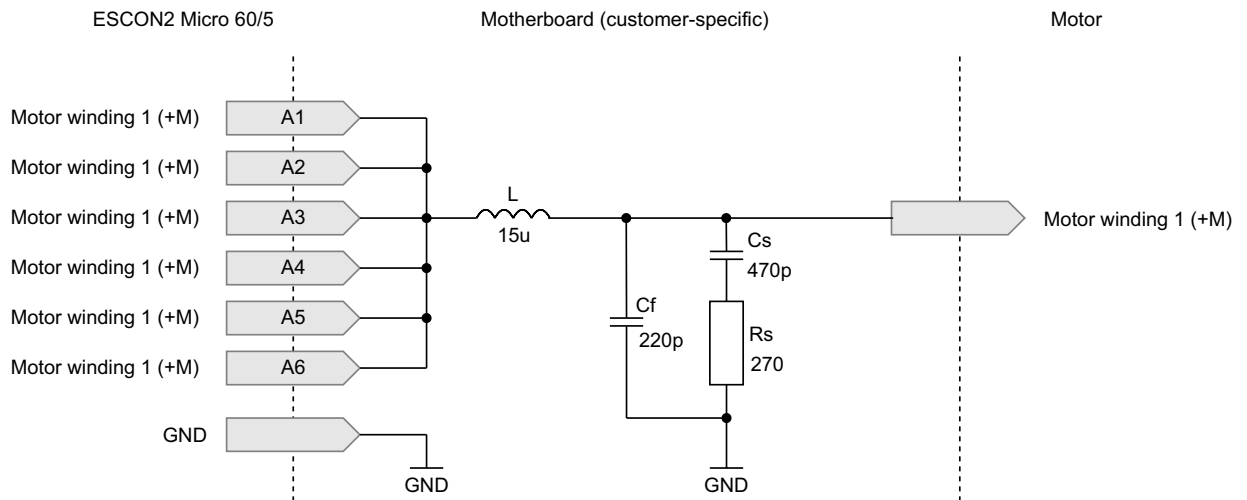 ESCON2 Micro 60/5
Motherboard (customer-specific)
Motor
Motor winding 1 (+M)
A1
Motor winding 1 (+M)
A2
Motor winding 1 (+M)
A3
Motor winding 1 (+M)
A4
Motor winding 1 (+M)
A5
Motor winding 1 (+M)
A6
GND
GND
L
15u
Cf
220p
Cs
470p
Rs
270
GND
Motor winding 1 (+M)